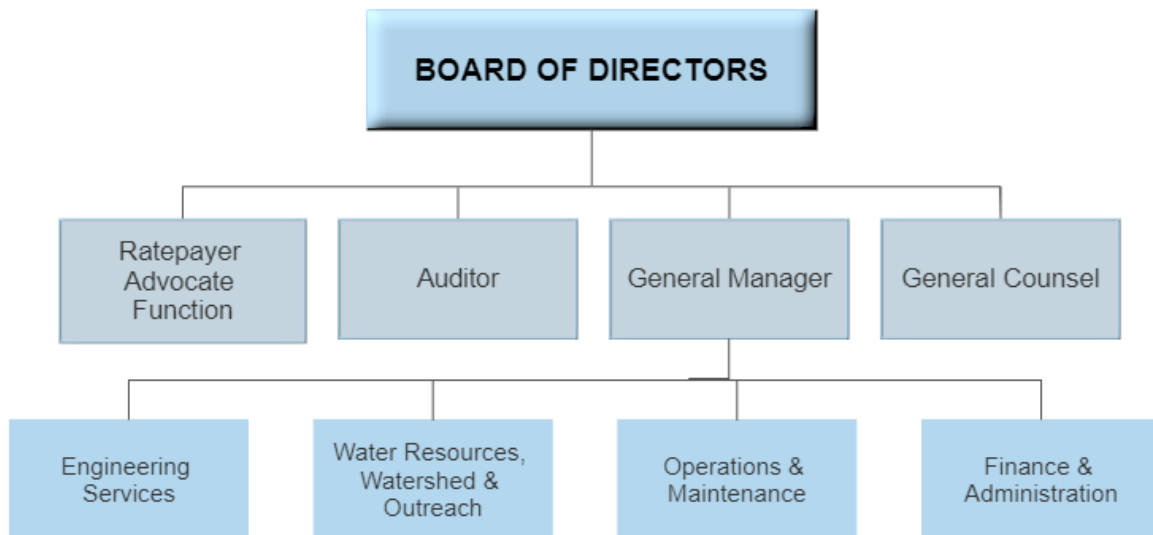 BOARD OF DIRECTORS
Ratepayer
Advocate
Function
Auditor
General Manager
General Counsel
Engineering
Services
Water Resources,
Watershed &
Outreach
Operations &
Maintenance
Finance &
Administration